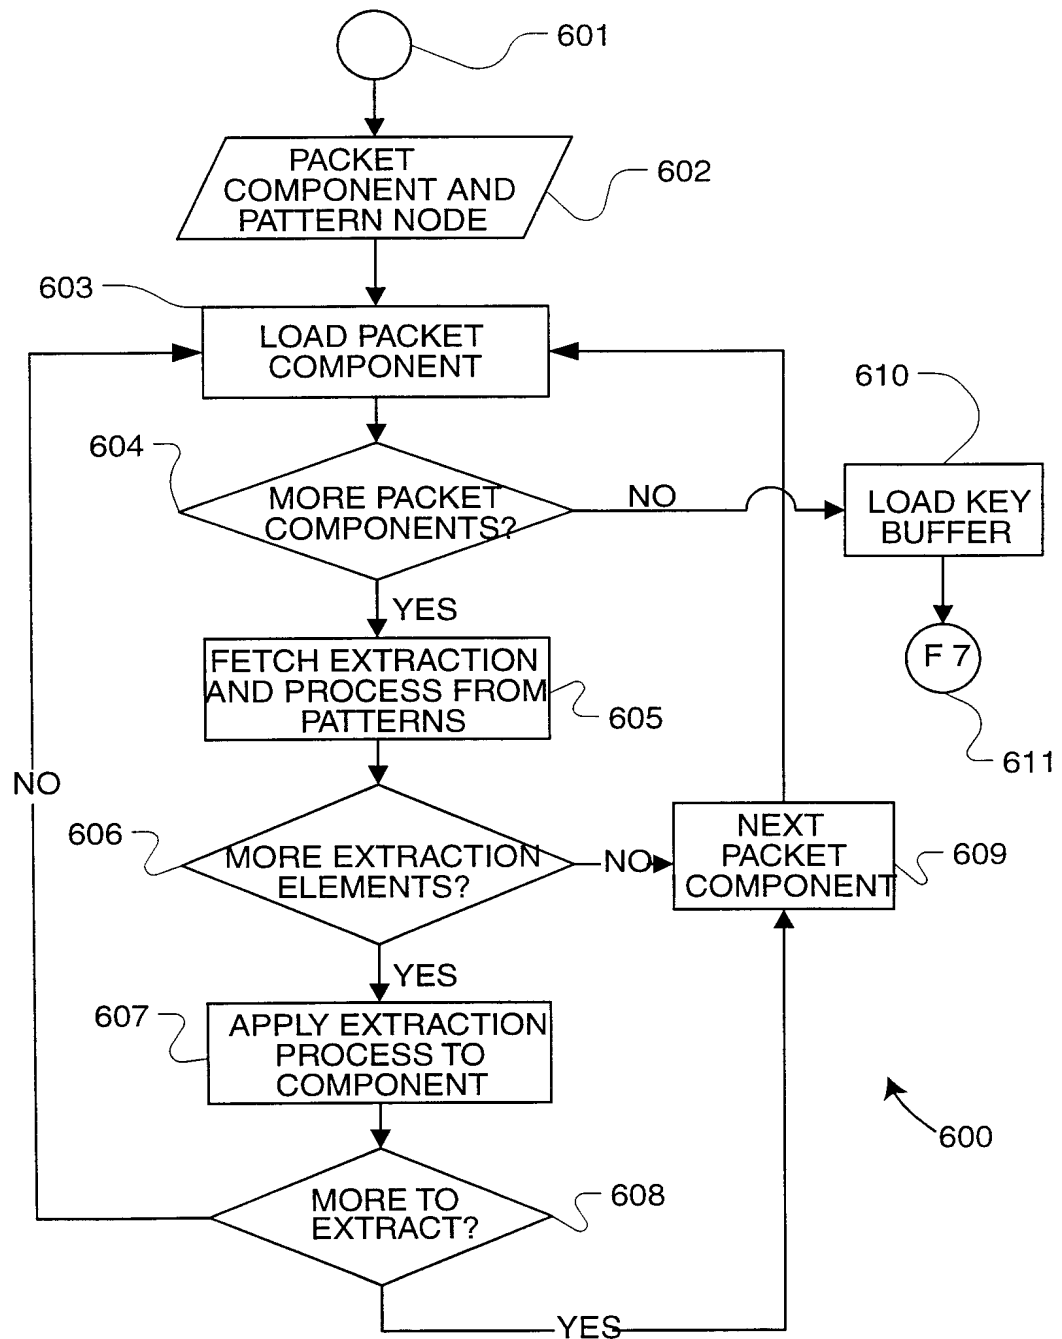 601
PACKET
COMPONENT AND
PATTERN NODE
602
603
LOAD PACKET
COMPONENT
610
604
MORE PACKET
COMPONENTS?
NO
LOAD KEY
BUFFER
YES
FETCH EXTRACTION
AND PROCESS FROM
PATTERNS
605
F 7
611
NO
606
MORE EXTRACTION
ELEMENTS?
NO
NEXT
PACKET
COMPONENT
609
YES
607
APPLY EXTRACTION
PROCESS TO
COMPONENT
600
MORE TO
EXTRACT?
608
YES